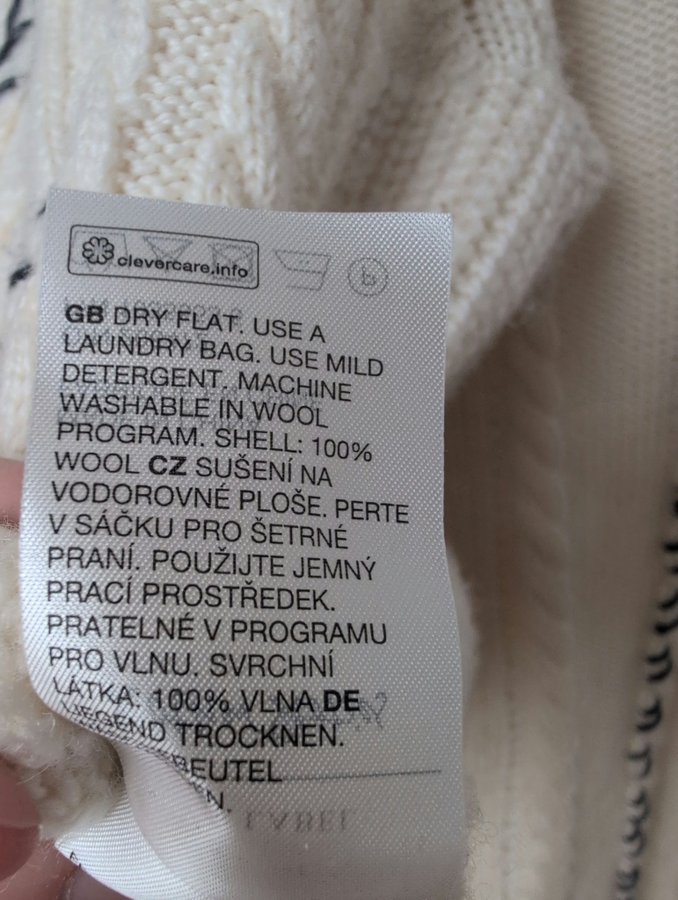 clevercare.info
GB DRY FLAT. USE A
LAUNDRY BAG. USE MILD
DETERGENT. MACHINE
WASHABLE IN WOOL
PROGRAM. SHELL: 100%
WOOL CZ SUŠENÍ NA
VODOROVNÉ PLOŠE. PERTE
V SÁČKU PRO ŠETRNÉ
PRANÍ. POUŽIJTE JEMNÝ
PRACÍ PROSTŘEDEK.
PRATELNÉ V PROGRAMU
PRO VLNU. SVRCHNÍ
LÁTKA: 100% VLNA DE
LIEGEND TROCKNEN.